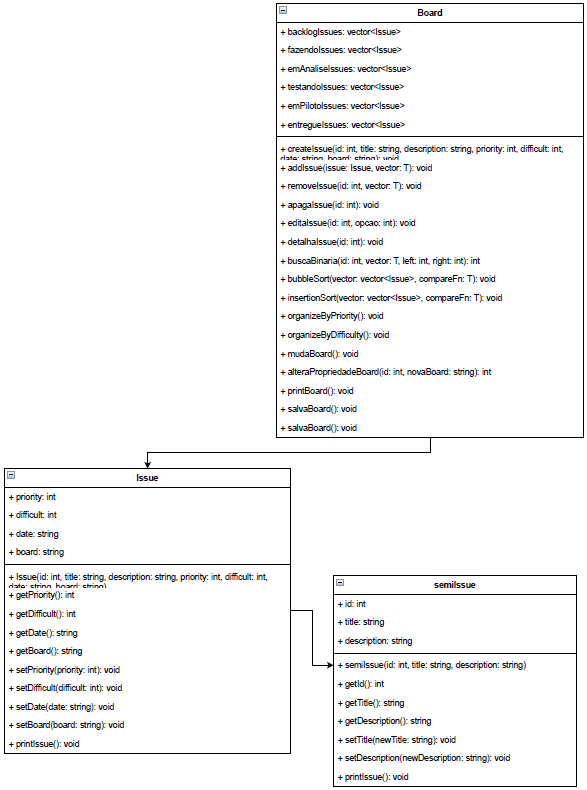 Board
+ backlogIssues: vector<Issue>
+ fazendoIssues: vector<Issue>
+ emAnaliseIssues: vector<Issue>
+ testandoIssues: vector<Issue>
+ emPilotoIssues: vector<Issue>
+ entregueIssues: vector<Issue>
+ createIssue(id: int, title: string, description: string, priority: int, difficult: int,
date: string, board: string): void
+ addIssue(issue: Issue, vector: T): void
+ removeIssue(id: int, vector: T): void
+ apagaIssue(id: int): void
+ editaIssue(id: int, opcao: int): void
+ detalhaIssue(id: int): void
+ buscaBinaria(id: int, vector: T, left: int, right: int): int
+ bubbleSort(vector: vector<Issue>, compareFn: T): void
+ insertionSort(vector: vector<Issue>, compareFn: T): void
+ organizeByPriority(): void
+ organizeByDifficulty(): void
+ mudaBoard(): void
+ alteraPropriedadeBoard(id: int, novaBoard: string): int
+ printBoard(): void
+ salvaBoard(): void
+ salvaBoard(): void
Issue
+ priority: int
+ difficult: int
+ date: string
+ board: string
+ Issue(id: int, title: string, description: string, priority: int, difficult: int,
date: string, board: string)
+ getPriority(): int
+ getDifficult(): int
+ getDate(): string
+ getBoard(): string
+ setPriority(priority: int): void
+ setDifficult(difficult: int): void
+ setDate(date: string): void
+ setBoard(board: string): void
+ printIssue(): void
semiIssue
+ id: int
+ title: string
+ description: string
+ semiIssue(id: int, title: string, description: string)
+ getId(): int
+ getTitle(): string
+ getDescription(): string
+ setTitle(newTitle: string): void
+ setDescription(newDescription: string): void
+ printIssue(): void